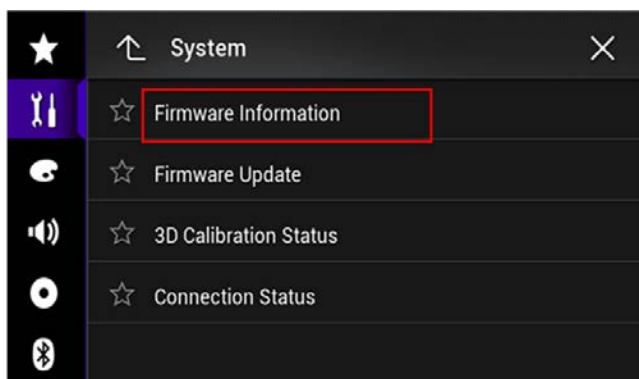 System
Firmware Information
Firmware Update
3D Calibration Status
Connection Status